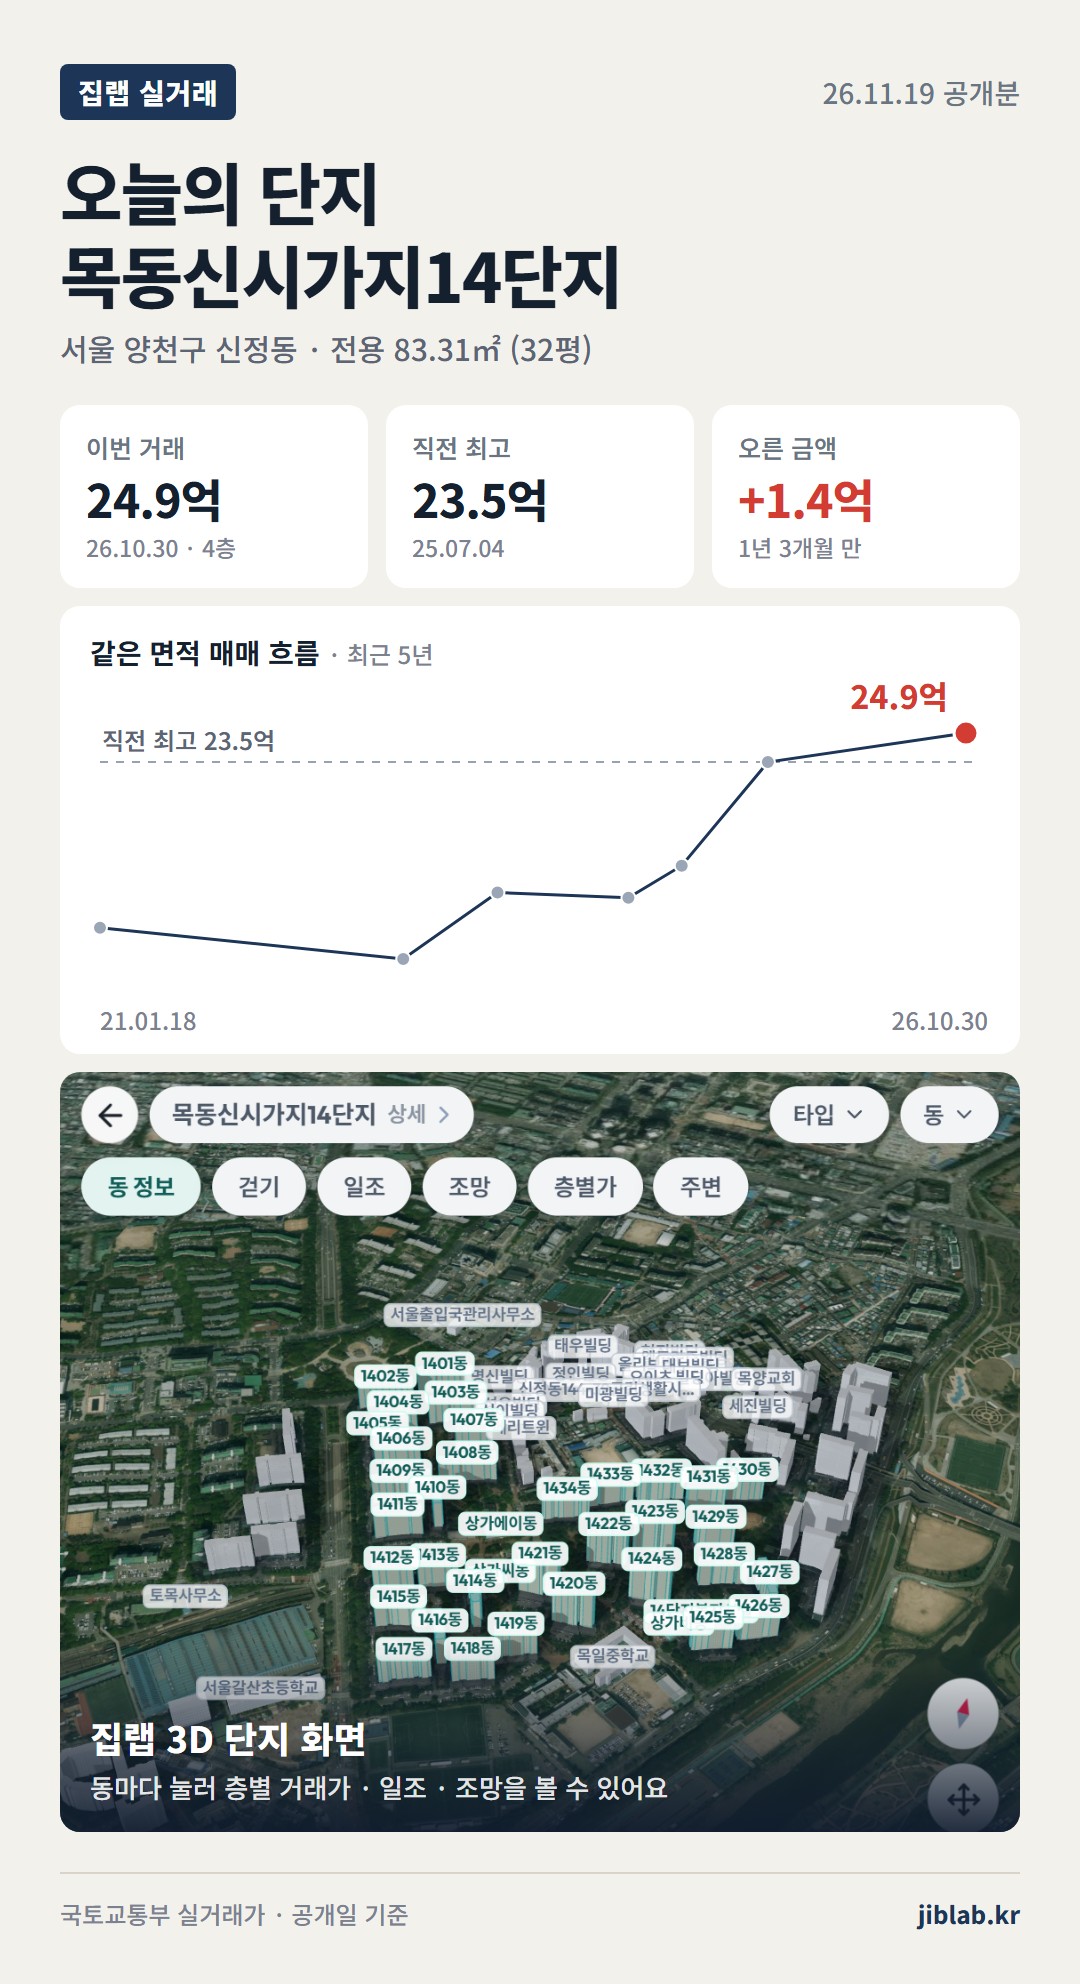 집랩 실거래
26.11.19 공개분
오늘의 단지
목동신시가지14단지
서울 양천구 신정동 · 전용 83.31㎡ (32평)
이번 거래
24.9억
26.10.30 · 4층
직전 최고
23.5억
25.07.04
오른 금액
+1.4억
1년 3개월 만
같은 면적 매매 흐름 · 최근 5년
24.9억
직전 최고 23.5억
21.01.18
26.10.30
목동신시가지14단지 상세
타입
동
동 정보
걷기
일조
조망
층별가
주변
서울출입국관리사무소
태우빌딩
1401동
1402동
정인빌딩
목양교회
1403동
미광빌딩
1404동
세진빌딩
1405동
1407동
1406동
1408동
1409동
1433동
1432동
1431동
1410동
1434동
1411동
1423동
상가에이동
1422동
1429동
1412동
1413동
1421동
1424동
1428동
1414동
1420동
1427동
토목사무소
1415동
1426동
1416동
1419동
1425동
1417동
1418동
목일중학교
서울갈산초등학교
집랩 3D 단지 화면
동마다 눌러 층별 거래가 · 일조 · 조망을 볼 수 있어요
국토교통부 실거래가 · 공개일 기준
jiblab.kr